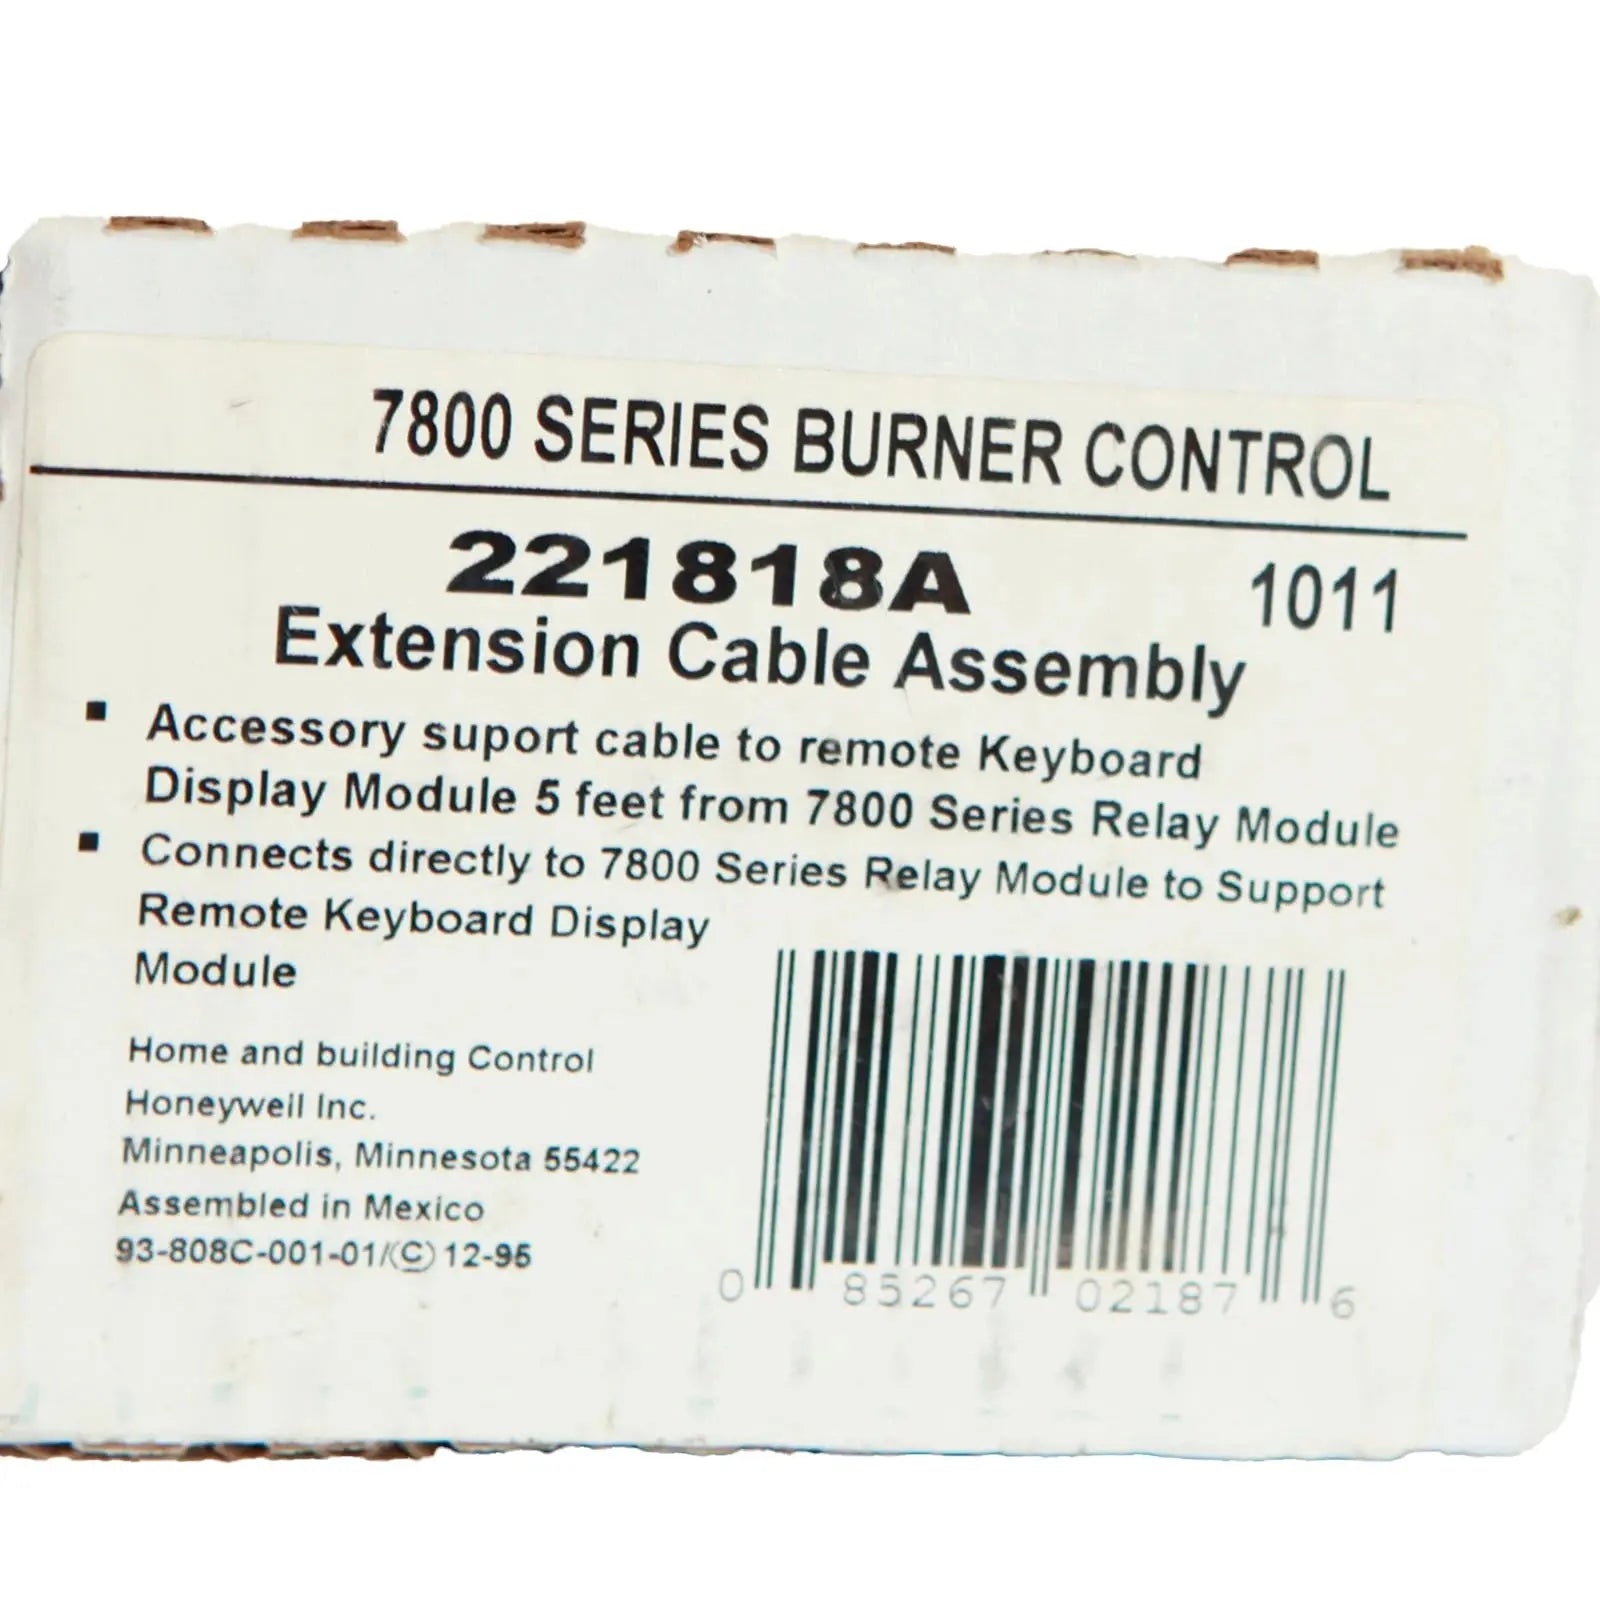 7800 SERIES BURNER CONTROL
221818A 1011
Extension Cable Assembly
▪ Accessory suport cable to remote Keyboard
Display Module 5 feet from 7800 Series Relay Module
▪ Connects directly to 7800 Series Relay Module to Support
Remote Keyboard Display
Module
Home and building Control
Honeywell Inc.
Minneapolis, Minnesota 55422
Assembled in Mexico
93-808C-001-01/(C) 12-95
0 85267 02187 6